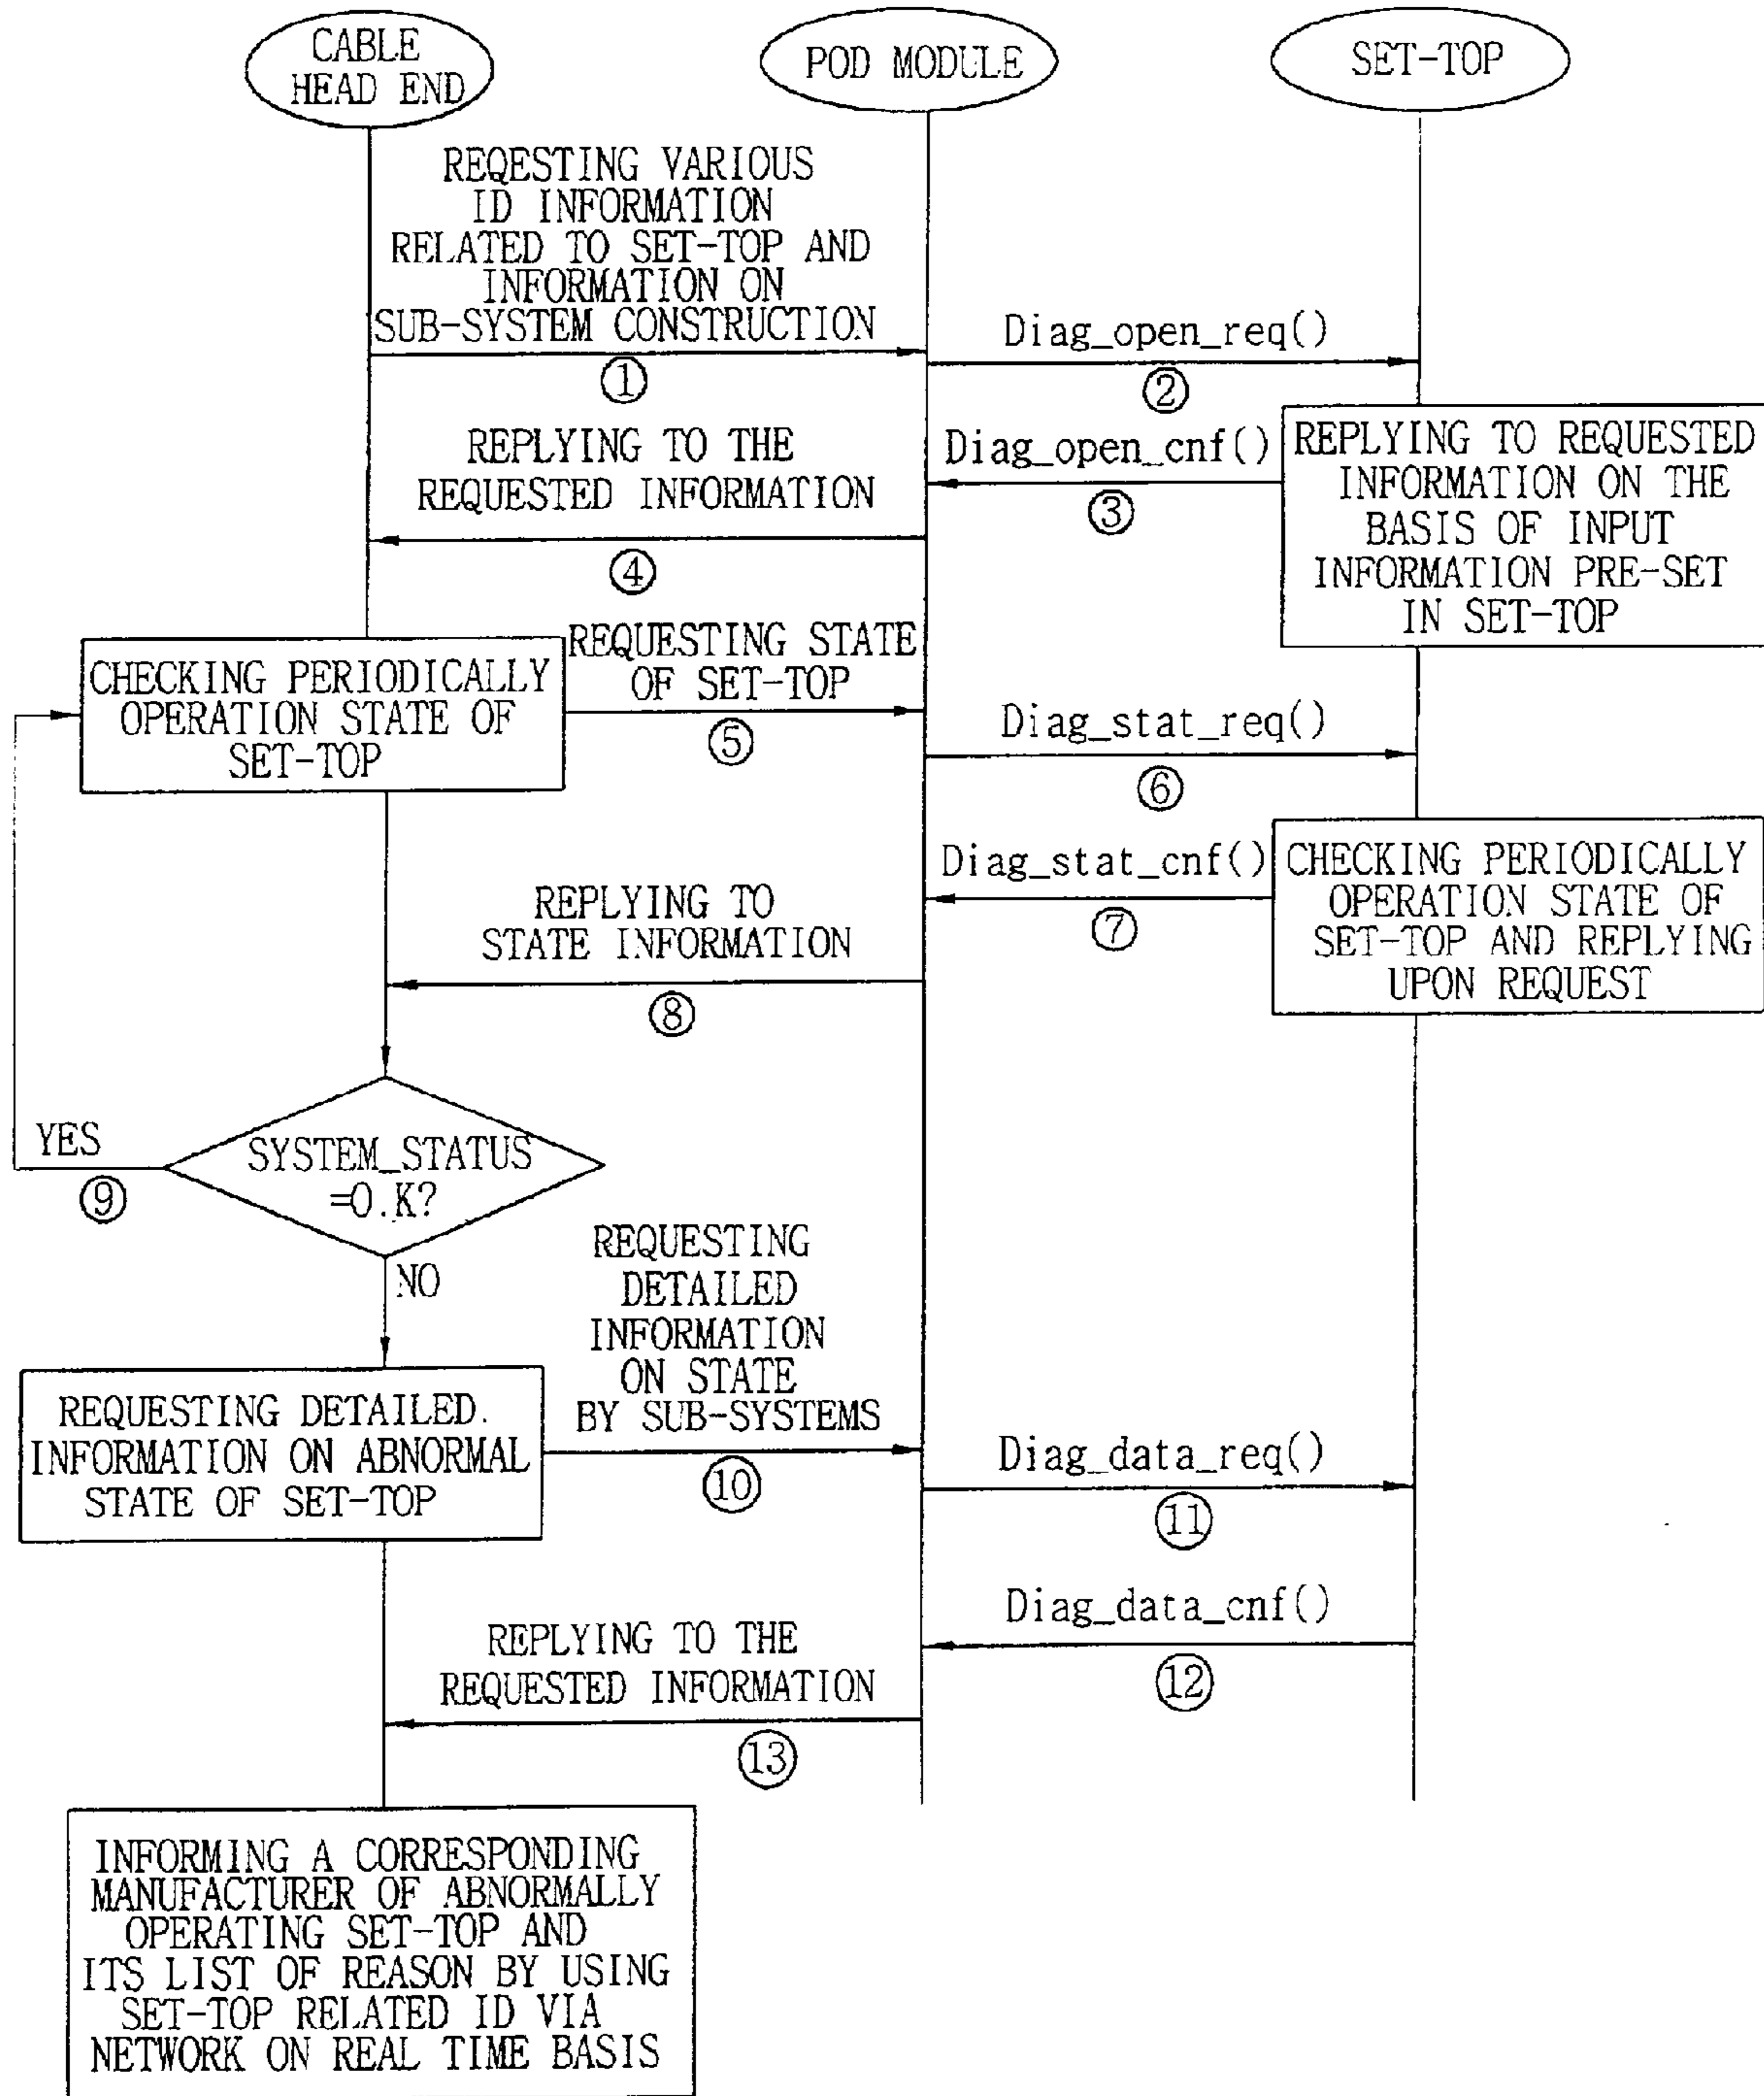 CABLE
HEAD END
POD MODULE
SET-TOP
REQESTING VARIOUS
ID INFORMATION
RELATED TO SET-TOP AND
INFORMATION ON
SUB-SYSTEM CONSTRUCTION
①
Diag_open_req()
②
REPLYING TO THE
REQUESTED INFORMATION
④
Diag_open_cnf()
③
REPLYING TO REQUESTED
INFORMATION ON THE
BASIS OF INPUT
INFORMATION PRE-SET
IN SET-TOP
CHECKING PERIODICALLY
OPERATION STATE OF
SET-TOP
REQUESTING STATE
OF SET-TOP
⑤
Diag_stat_req()
⑥
Diag_stat_cnf()
⑦
CHECKING PERIODICALLY
OPERATION STATE OF
SET-TOP AND REPLYING
UPON REQUEST
REPLYING TO
STATE INFORMATION
⑧
YES
⑨
SYSTEM_STATUS
=O.K?
NO
REQUESTING DETAILED.
INFORMATION ON ABNORMAL
STATE OF SET-TOP
REQUESTING
DETAILED
INFORMATION
ON STATE
BY SUB-SYSTEMS
⑩
Diag_data_req()
⑪
Diag_data_cnf()
⑫
REPLYING TO THE
REQUESTED INFORMATION
⑬
INFORMING A CORRESPONDING
MANUFACTURER OF ABNORMALLY
OPERATING SET-TOP AND
ITS LIST OF REASON BY USING
SET-TOP RELATED ID VIA
NETWORK ON REAL TIME BASIS